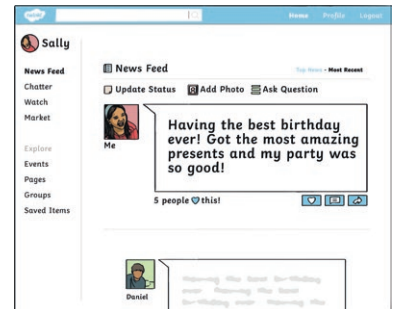 Home Profile Logout
Sally
News Feed
Chatter
Watch
Market
Explore
Events
Pages
Groups
Saved Items
News Feed
Top News • Most Recent
Update Status Add Photo Ask Question
Me
Having the best birthday
ever! Got the most amazing
presents and my party was
so good!
5 people this!
Daniel